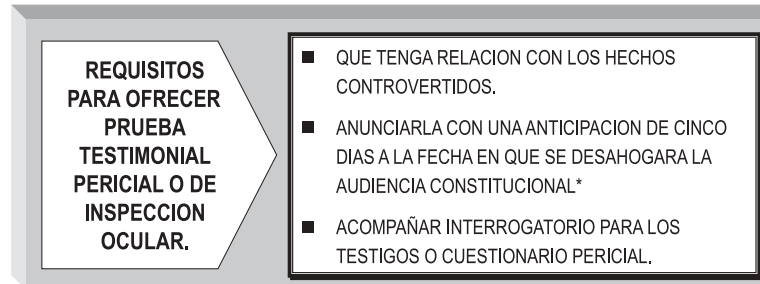 REQUISITOS
PARA OFRECER
PRUEBA
TESTIMONIAL
PERICIAL O DE
INSPECCION
OCULAR.
■ QUE TENGA RELACION CON LOS HECHOS
CONTROVERTIDOS.
■ ANUNCIARLA CON UNA ANTICIPACION DE CINCO
DIAS A LA FECHA EN QUE SE DESAHOGARA LA
AUDIENCIA CONSTITUCIONAL*
■ ACOMPAÑAR INTERROGATORIO PARA LOS
TESTIGOS O CUESTIONARIO PERICIAL.